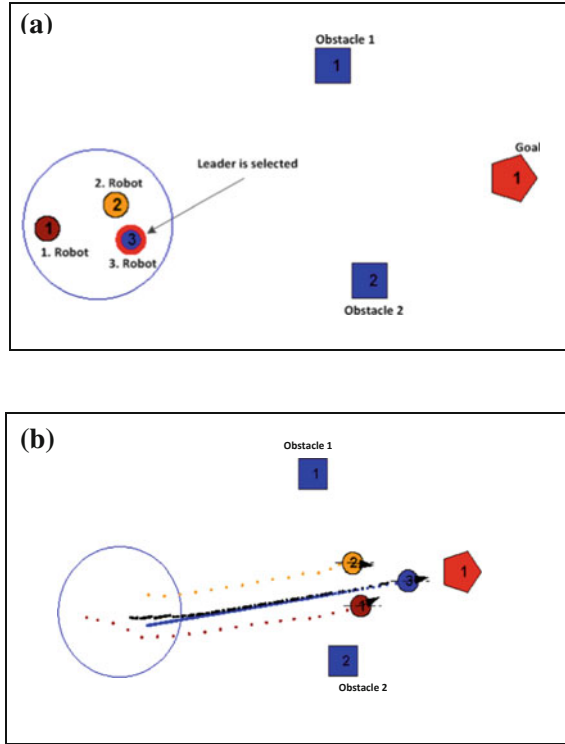 (a)
Obstacle 1
1
Goal
1
Leader is selected
2. Robot
2
1
3
1. Robot
3. Robot
2
Obstacle 2
(b)
Obstacle 1
1
2
3
1
1
2
Obstacle 2